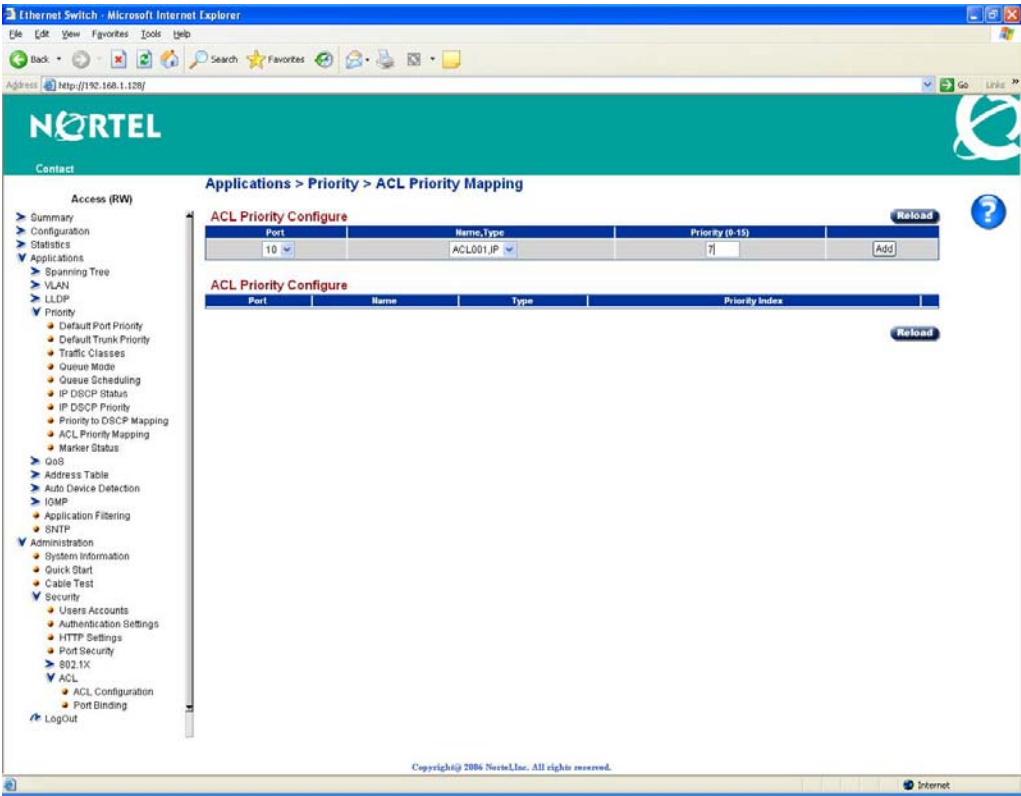 Ethernet Switch - Microsoft Internet Explorer
File Edit View Favorites Tools Help
Back Search Favorites
Address http://192.168.1.128/ Go Links »
NORTEL
Contact
Applications > Priority > ACL Priority Mapping
Access (RW)
Summary
Configuration
Statistics
Applications
Spanning Tree
VLAN
LLDP
Priority
Default Port Priority
Default Trunk Priority
Traffic Classes
Queue Mode
Queue Scheduling
IP DSCP Status
IP DSCP Priority
Priority to DSCP Mapping
ACL Priority Mapping
Marker Status
QoS
Address Table
Auto Device Detection
IGMP
Application Filtering
SNTP
Administration
System Information
Quick Start
Cable Test
Security
Users Accounts
Authentication Settings
HTTP Settings
Port Security
802.1X
ACL
ACL Configuration
Port Binding
LogOut
ACL Priority Configure Reload ?
Port Name,Type Priority (0-15)
10 ACL001,IP 7 Add
ACL Priority Configure
Port Name Type Priority Index
Reload
Copyright@ 2006 Nortel,Inc. All rights reserved.
Internet